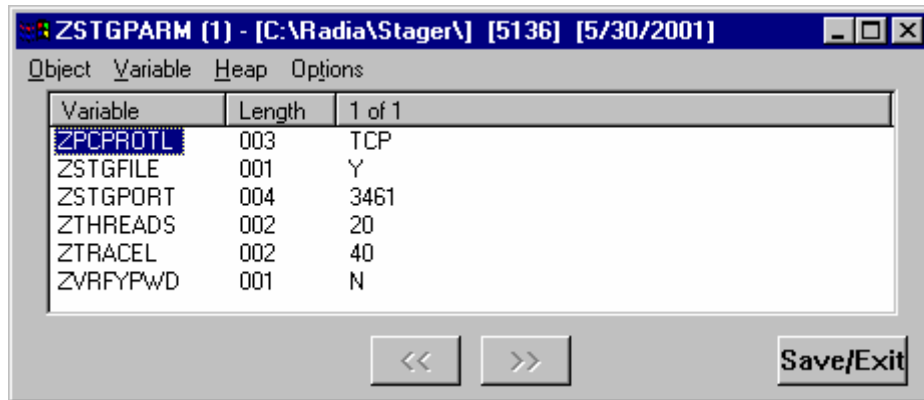 ZSTGPARM (1) - [C:\Radia\Stager\] [5136] [5/30/2001]
Object Variable Heap Options
Variable Length 1 of 1
ZPCPROTL 003 TCP
ZSTGFILE 001 Y
ZSTGPORT 004 3461
ZTHREADS 002 20
ZTRACEL 002 40
ZVRFYPWD 001 N
<< >> Save/Exit